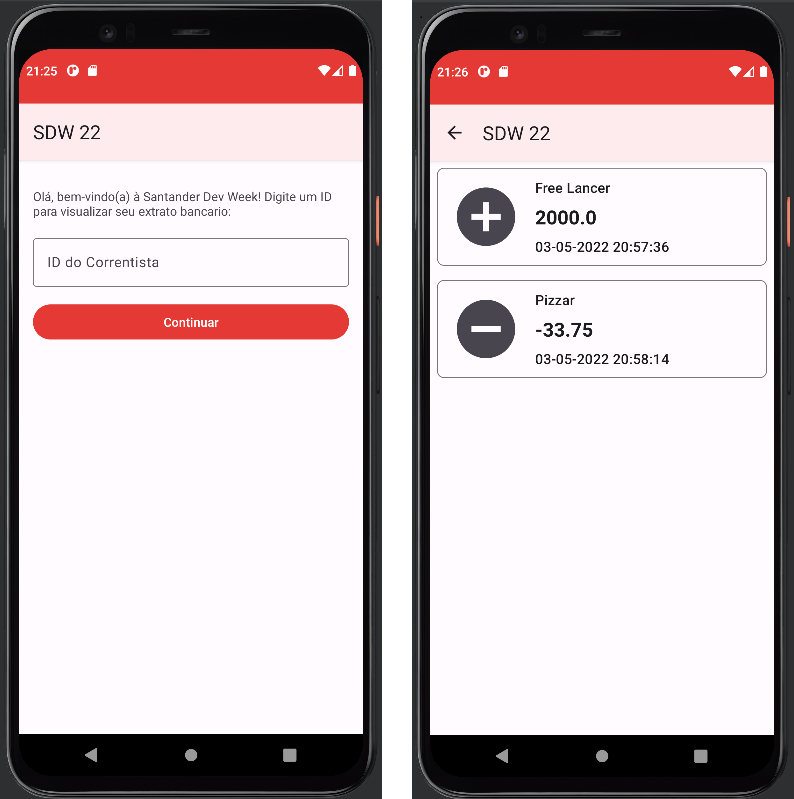 21:25
SDW 22
Olá, bem-vindo(a) à Santander Dev Week! Digite um ID
para visualizar seu extrato bancario:
ID do Correntista
Continuar
21:26
SDW 22
Free Lancer
2000.0
03-05-2022 20:57:36
Pizzar
-33.75
03-05-2022 20:58:14